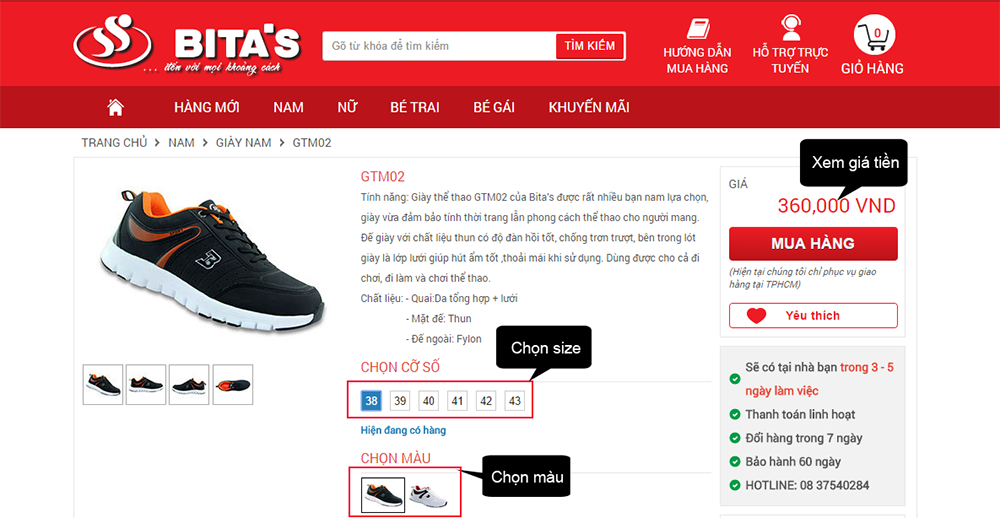 BITA'S
... Luôn với mọi khoảng cách
Gõ từ khóa để tìm kiếm
TÌM KIẾM
HƯỚNG DẪN
MUA HÀNG
HỖ TRỢ TRỰC
TUYẾN
0
GIỎ HÀNG
HÀNG MỚI
NAM
NỮ
BÉ TRAI
BÉ GÁI
KHUYẾN MÃI
TRANG CHỦ > NAM > GIÀY NAM > GTM02
GTM02
Tính năng: Giày thể thao GTM02 của Bita's được rất nhiều bạn nam lựa chọn,
giày vừa đảm bảo tính thời trang lẫn phong cách thể thao cho người mang.
Đế giày với chất liệu thun có độ đàn hồi tốt, chống trơn trượt, bên trong lót
giày là lớp lưới giúp hút ẩm tốt ,thoải mái khi sử dụng. Dùng được cho cả đi
chơi, đi làm và chơi thể thao.
Chất liệu: - Quai:Da tổng hợp + lưới
- Mặt đế: Thun
- Đế ngoài: Fylon
Chọn size
CHỌN CỠ SỐ
38 39 40 41 42 43
Hiện đang có hàng
CHỌN MÀU
Chọn màu
Xem giá tiền
GIÁ
360,000 VND
MUA HÀNG
(Hiện tại chúng tôi chỉ phục vụ giao
hàng tại TPHCM)
Yêu thích
Sẽ có tại nhà bạn trong 3 - 5
ngày làm việc
Thanh toán linh hoạt
Đổi hàng trong 7 ngày
Bảo hành 60 ngày
HOTLINE: 08 37540284